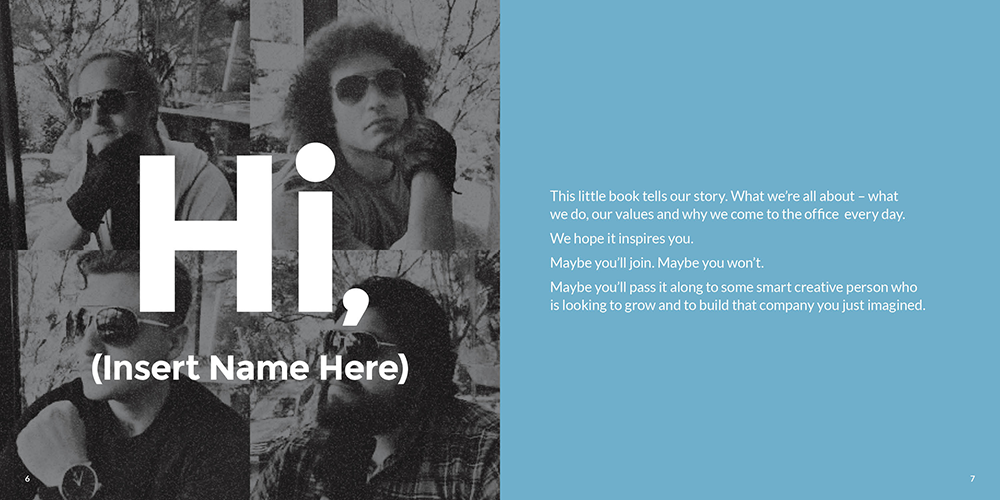 Hi,
(Insert Name Here)
6
This little book tells our story. What we're all about – what
we do, our values and why we come to the office  every day.
We hope it inspires you.
Maybe you'll join. Maybe you won't.
Maybe you'll pass it along to some smart creative person who
is looking to grow and to build that company you just imagined.
7